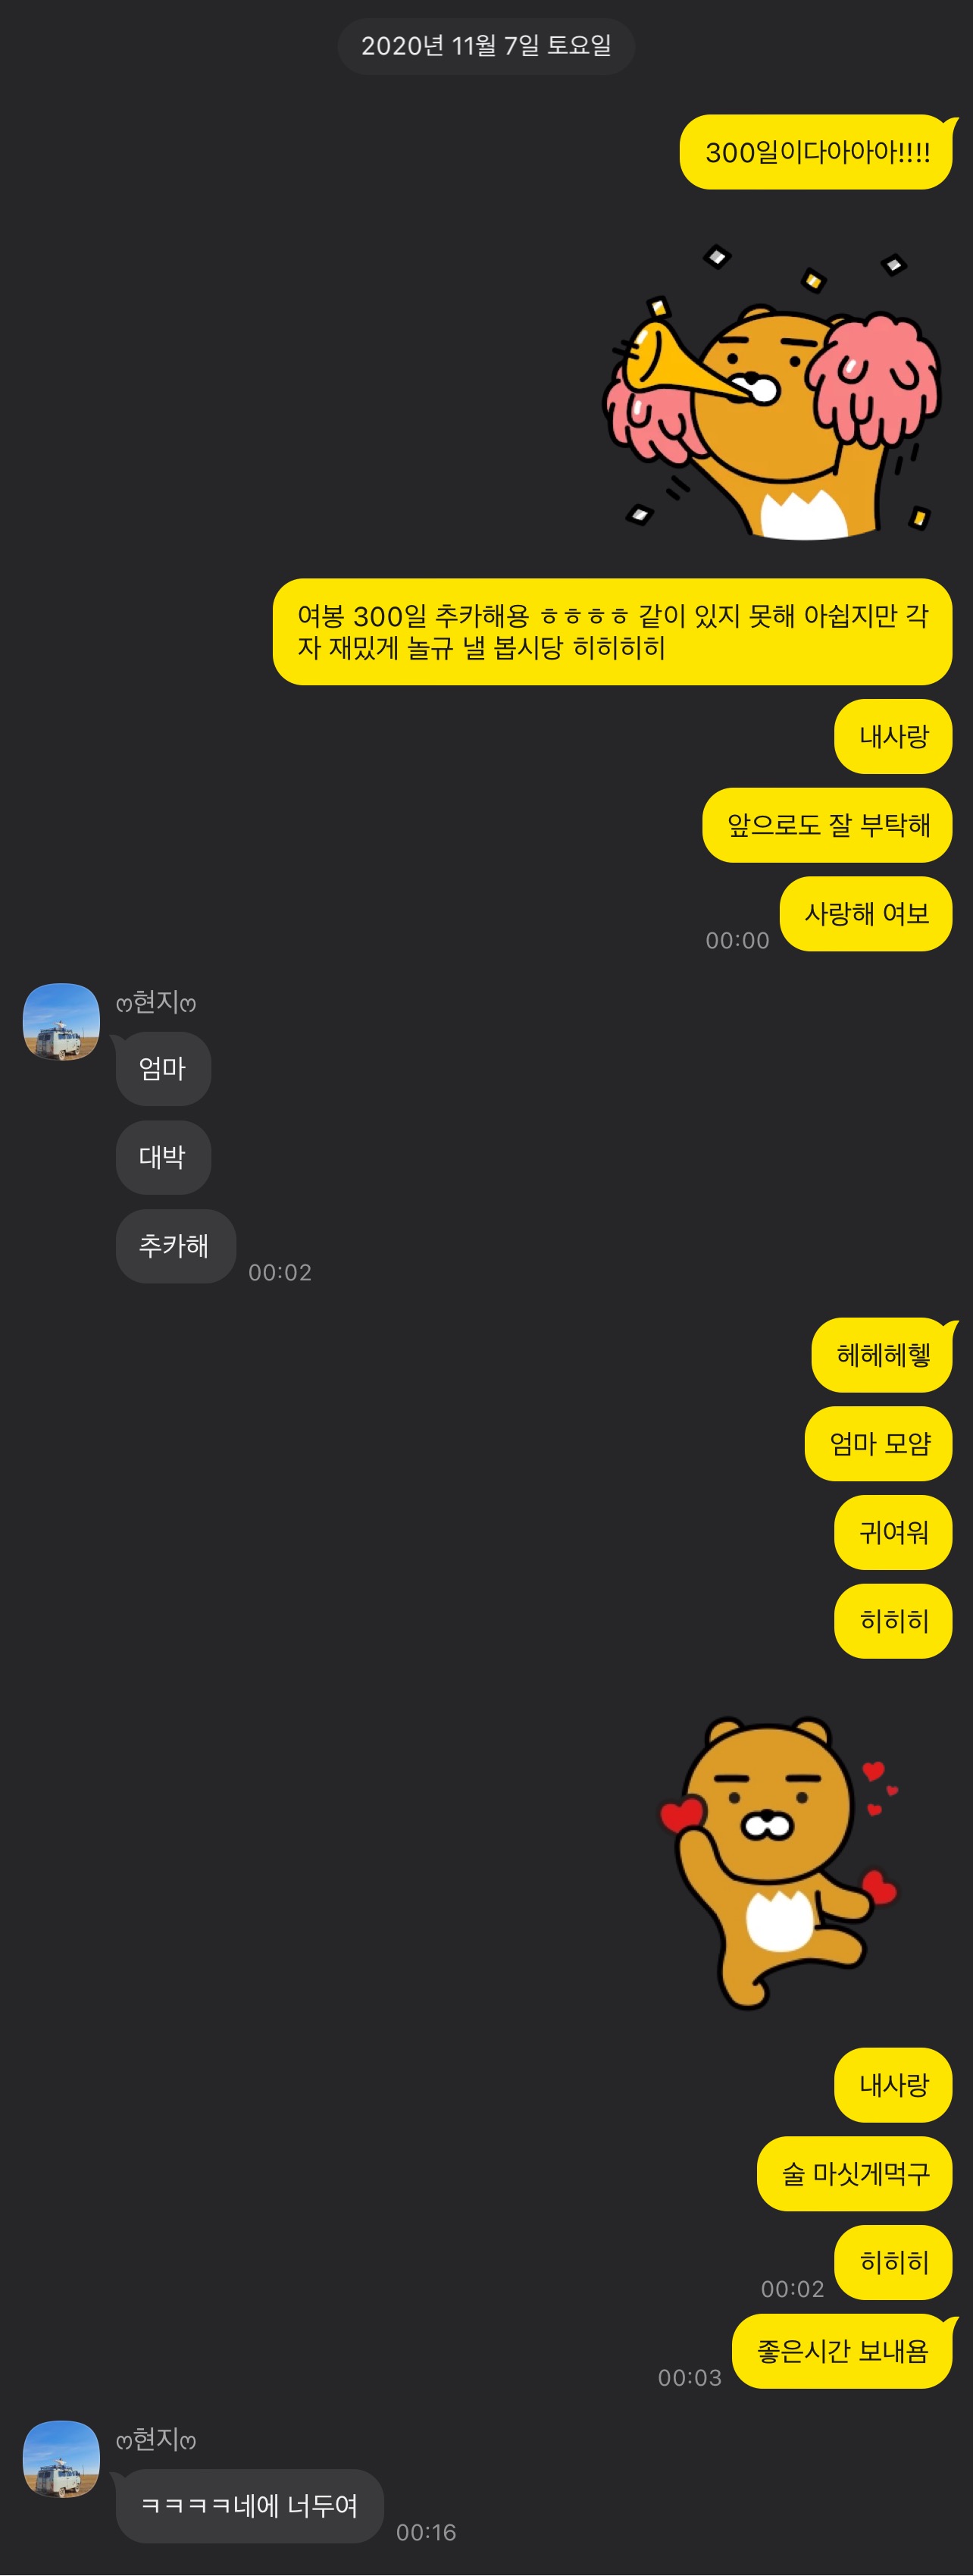 2020년 11월 7일 토요일
300일이다아아아!!!!
여봉 300일 추카해용 ㅎㅎㅎㅎ 같이 있지 못해 아쉽지만 각
자 재밌게 놀규 낼 봅시당 히히히히
내사랑
앞으로도 잘 부탁해
사랑해 여보
00:00
ෆ현지ෆ
엄마
대박
추카해
00:02
헤헤헤헿
엄마 모얌
귀여워
히히히
내사랑
술 마싯게먹구
히히히
00:02
좋은시간 보내욤
00:03
ෆ현지ෆ
ㅋㅋㅋㅋ네에 너두여
00:16